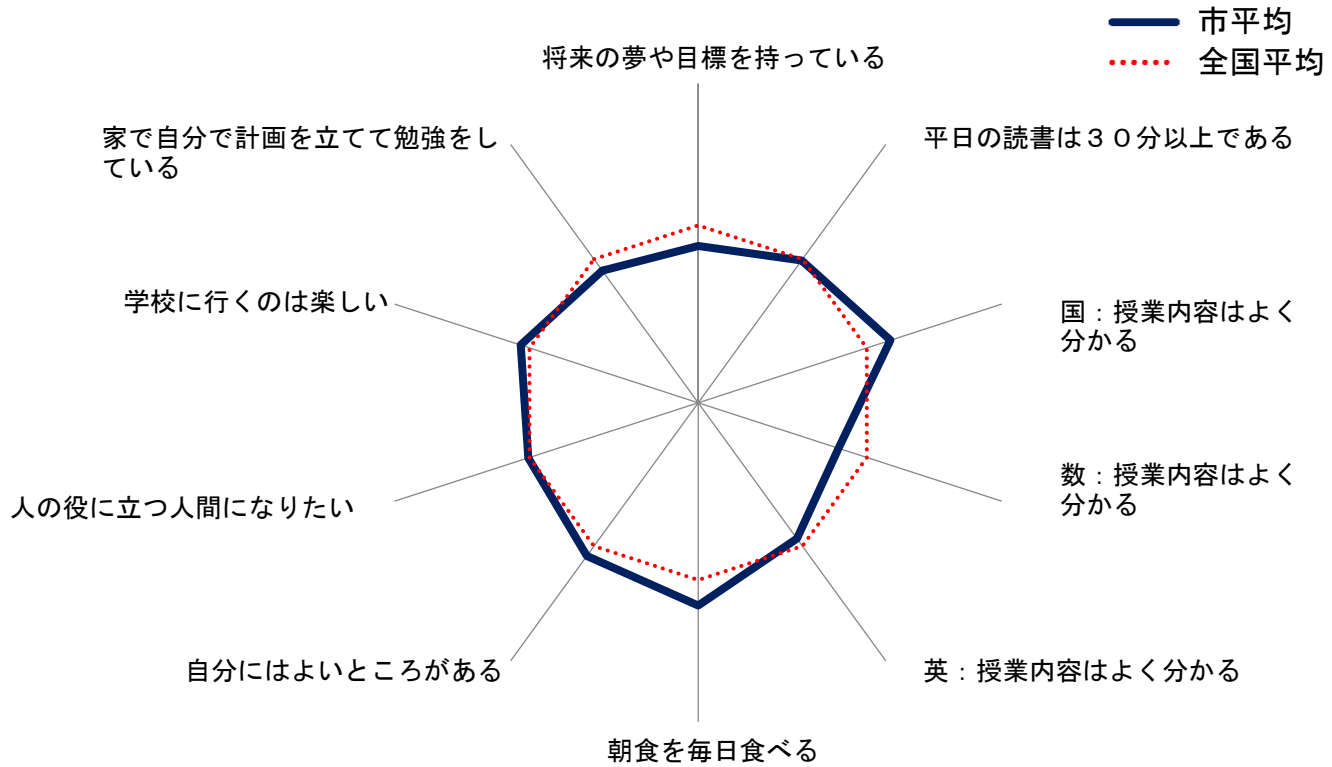 市平均
全国平均
将来の夢や目標を持っている
平日の読書は３０分以上である
国：授業内容はよく
分かる
数：授業内容はよく
分かる
英：授業内容はよく分かる
朝食を毎日食べる
自分にはよいところがある
人の役に立つ人間になりたい
学校に行くのは楽しい
家で自分で計画を立てて勉強をし
ている